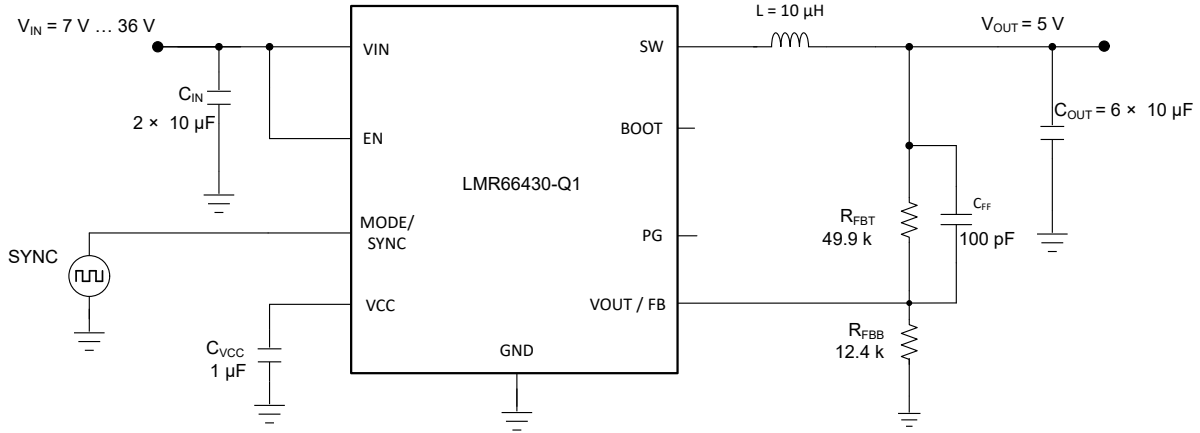 V_IN = 7 V … 36 V
C_IN
2 × 10 µF
SYNC
C_VCC
1 µF
VIN
EN
MODE/
SYNC
VCC
LMR66430-Q1
GND
SW
BOOT
PG
VOUT / FB
L = 10 µH
V_OUT = 5 V
C_OUT = 6 × 10 µF
R_FBT
49.9 k
C_FF
100 pF
R_FBB
12.4 k